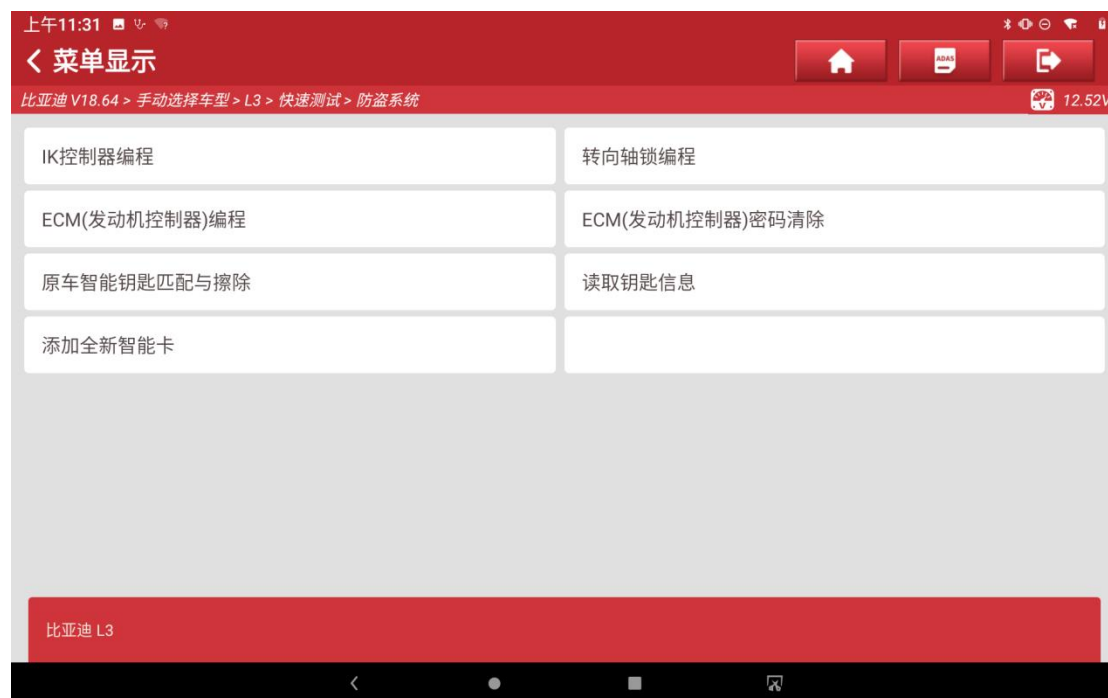 上午11:31
菜单显示
ADAS
比亚迪 V18.64 > 手动选择车型 > L3 > 快速测试 > 防盗系统
V 12.52V
IK控制器编程
转向轴锁编程
ECM(发动机控制器)编程
ECM(发动机控制器)密码清除
原车智能钥匙匹配与擦除
读取钥匙信息
添加全新智能卡
比亚迪 L3